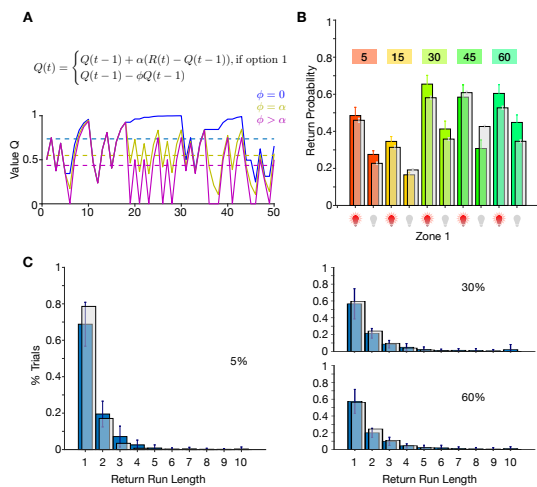 A
Q(t) = { Q(t − 1) + α(R(t) − Q(t − 1)), if option 1
Q(t − 1) − ϕQ(t − 1)
ϕ = 0
ϕ = α
ϕ > α
Value Q
1
0.5
0
0 10 20 30 40 50
B
5 15 30 45 60
Return Probability
1
0.8
0.6
0.4
0.2
0
Zone 1
C
% Trials
1
0.8
0.6
0.4
0.2
0
5%
1 2 3 4 5 6 7 8 9 10
Return Run Length
1
0.8
0.6
0.4
0.2
0
30%
1
0.8
0.6
0.4
0.2
0
60%
1 2 3 4 5 6 7 8 9 10
Return Run Length